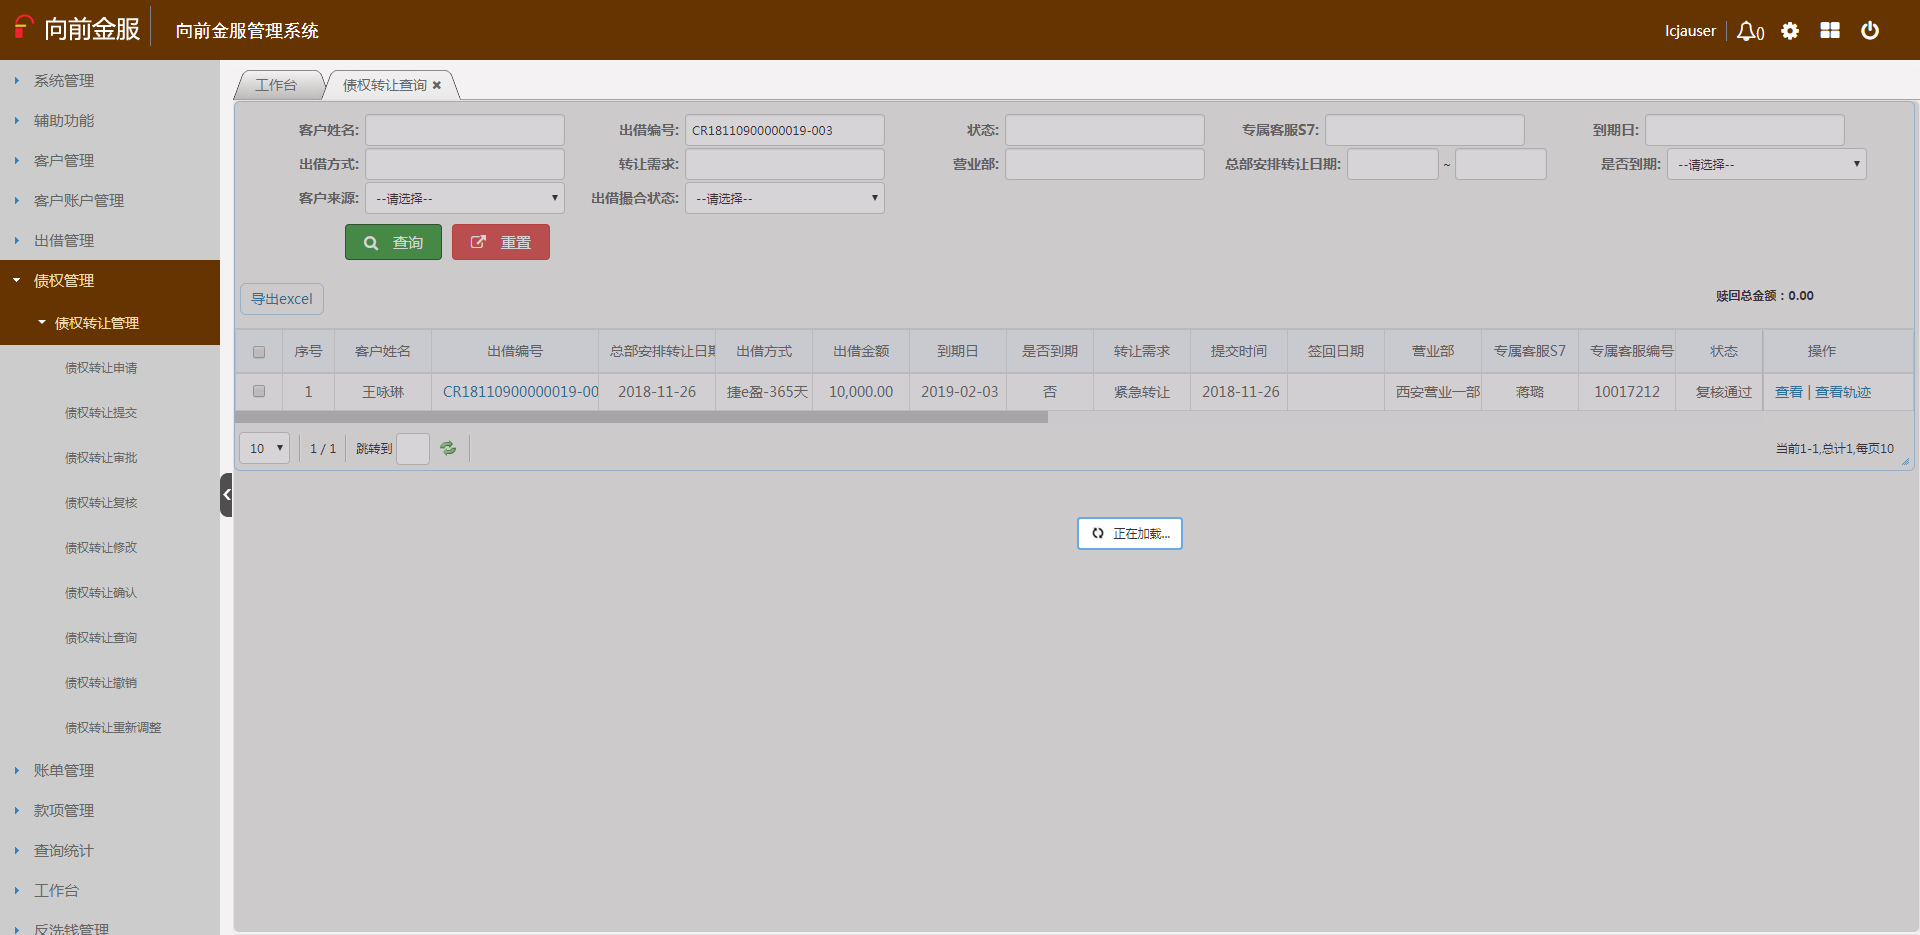 向前金服 向前金服管理系统 lcjauser ()
系统管理
辅助功能
客户管理
客户账户管理
出借管理
债权管理
债权转让管理
债权转让申请
债权转让提交
债权转让审批
债权转让复核
债权转让修改
债权转让确认
债权转让查询
债权转让撤销
债权转让重新调整
账单管理
款项管理
查询统计
工作台
反洗钱管理
工作台 债权转让查询
客户姓名: 出借编号: CR18110900000019-003 状态: 专属客服S7: 到期日:
出借方式: 转让需求: 营业部: 总部安排转让日期: ~ 是否到期: --请选择--
客户来源: --请选择-- 出借撮合状态: --请选择--
查询 重置
导出excel 赎回总金额：0.00
序号 客户姓名 出借编号 总部安排转让日期 出借方式 出借金额 到期日 是否到期 转让需求 提交时间 签回日期 营业部 专属客服S7 专属客服编号 状态 操作
1 王咏琳 CR18110900000019-00 2018-11-26 捷e盈-365天 10,000.00 2019-02-03 否 紧急转让 2018-11-26 西安营业一部 蒋璐 10017212 复核通过 查看 | 查看轨迹
10 1 / 1 跳转到 当前1-1,总计1,每页10
正在加载...